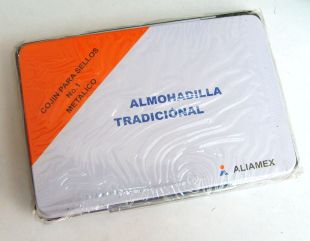 COJIN PARA SELLOS
No. 1
METALICO
ALMOHADILLA
TRADICIONAL
ALIAMEX